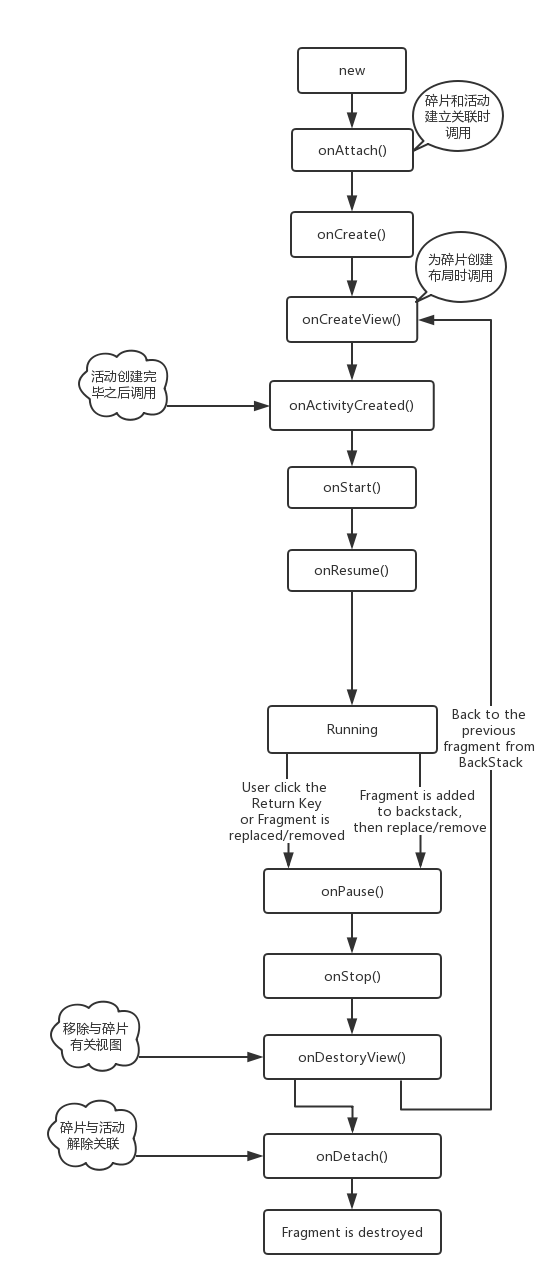 new
碎片和活动
建立关联时
调用
onAttach()
onCreate()
为碎片创建
布局时调用
onCreateView()
活动创建完
毕之后调用
onActivityCreated()
onStart()
onResume()
Running
Back to the
previous
fragment from
BackStack
User click the
Return Key
or Fragment is
replaced/removed
Fragment is added
to backstack,
then replace/remove
onPause()
onStop()
移除与碎片
有关视图
onDestoryView()
碎片与活动
解除关联
onDetach()
Fragment is destroyed